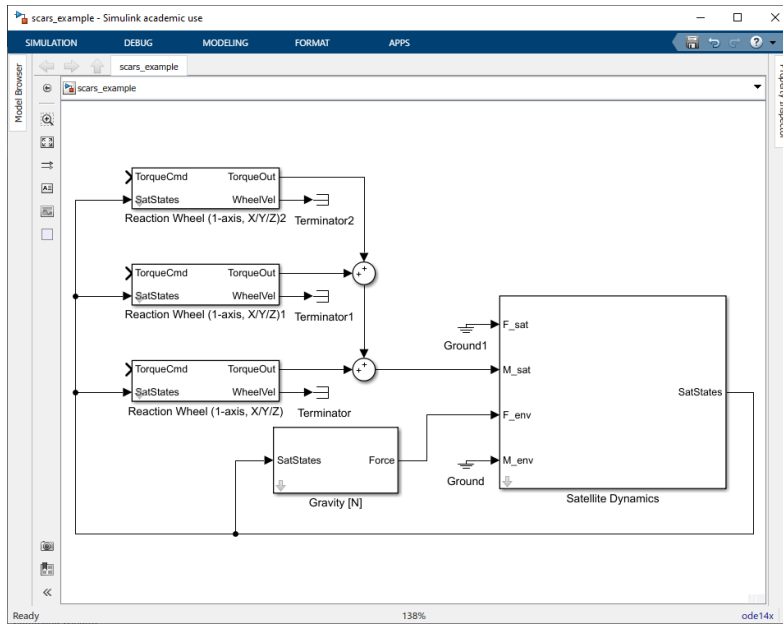 scars_example - Simulink academic use
SIMULATION DEBUG MODELING FORMAT APPS
scars_example
Model Browser
scars_example
TorqueCmd TorqueOut
SatStates WheelVel
Reaction Wheel (1-axis, X/Y/Z)2
Terminator2
TorqueCmd TorqueOut
SatStates WheelVel
Reaction Wheel (1-axis, X/Y/Z)1
Terminator1
TorqueCmd TorqueOut
SatStates WheelVel
Reaction Wheel (1-axis, X/Y/Z)
Terminator
SatStates Force
Gravity [N]
Ground1
Ground
F_sat
M_sat
F_env
M_env
SatStates
Satellite Dynamics
Ready 138% ode14x